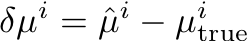 δμ^i = μ̂^i − μ^i_true